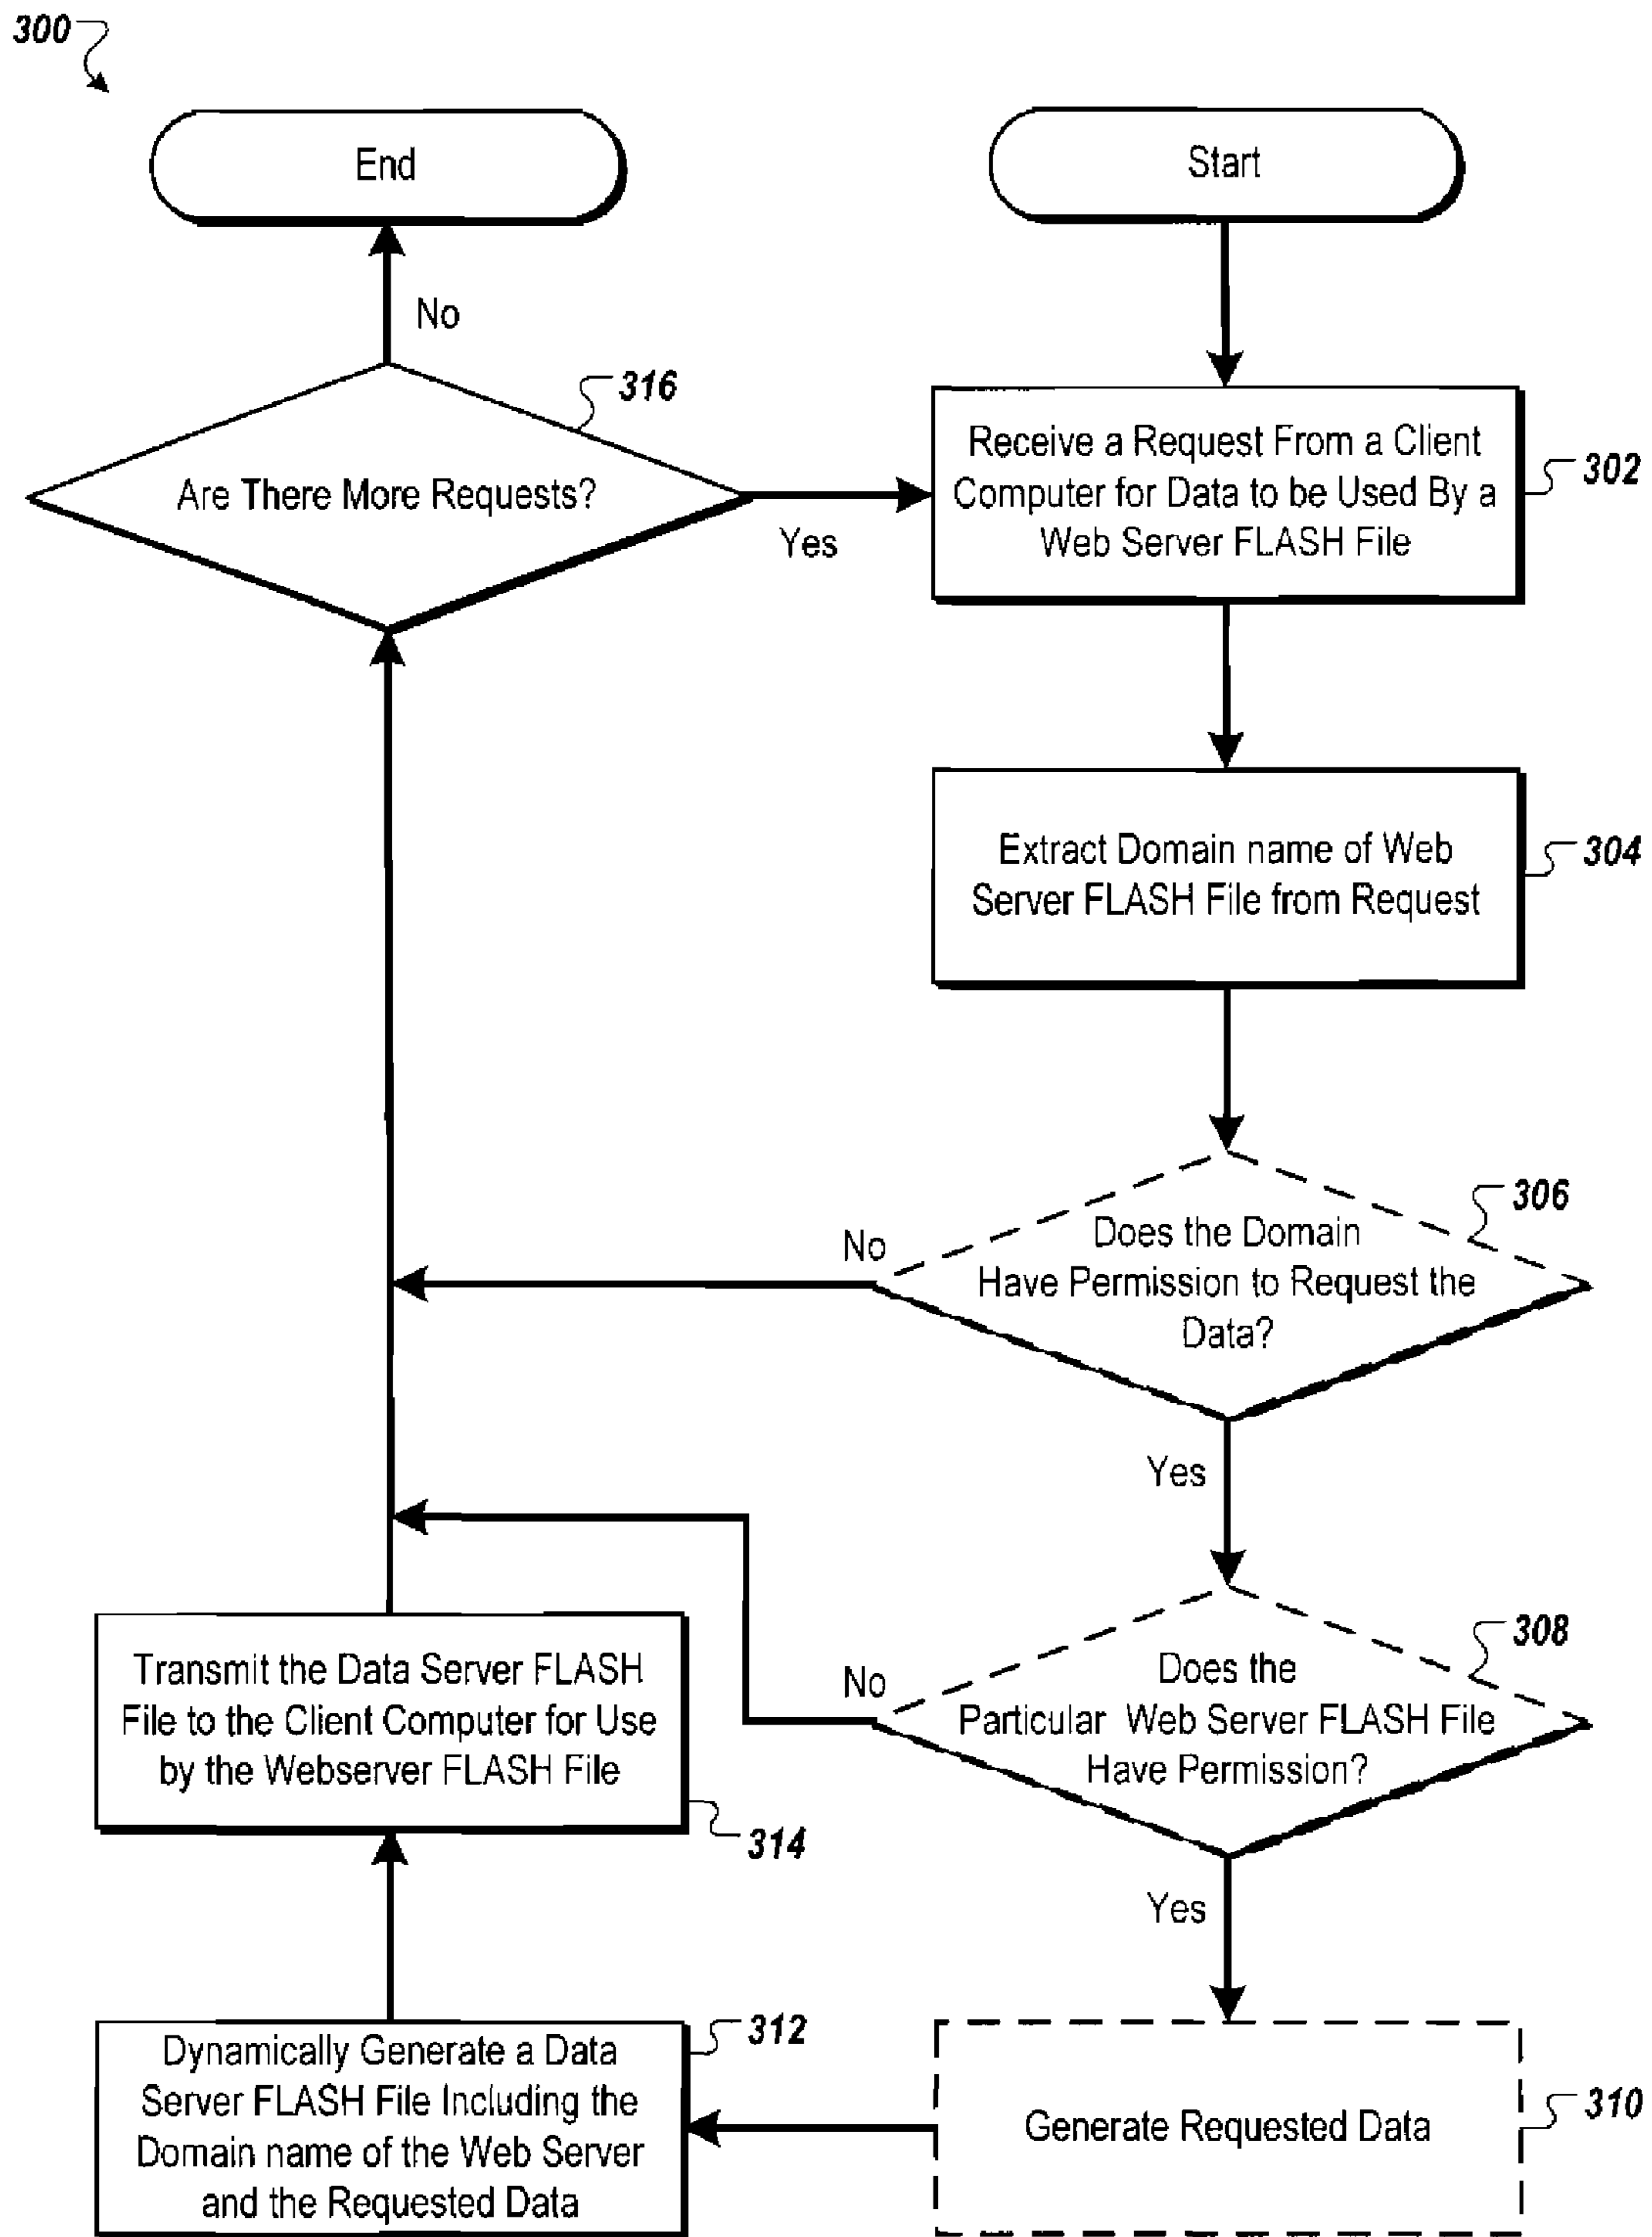 300
End
Start
No
316
Are There More Requests?
Yes
Receive a Request From a Client
Computer for Data to be Used By a
Web Server FLASH File
302
Extract Domain name of Web
Server FLASH File from Request
304
306
Does the Domain
Have Permission to Request the
Data?
No
Yes
308
Does the
Particular Web Server FLASH File
Have Permission?
No
Yes
Generate Requested Data
310
312
Dynamically Generate a Data
Server FLASH File Including the
Domain name of the Web Server
and the Requested Data
Transmit the Data Server FLASH
File to the Client Computer for Use
by the Webserver FLASH File
314